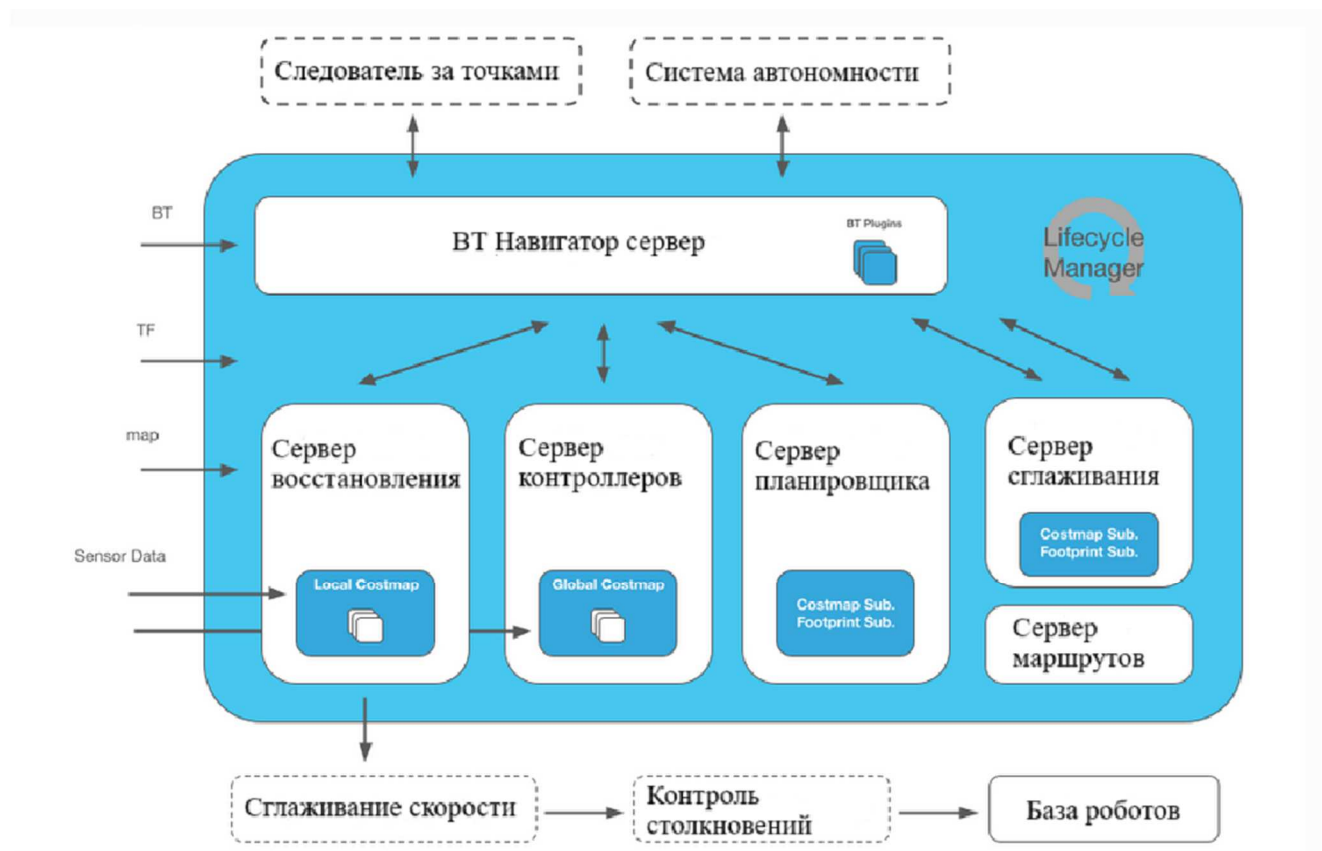 Следователь за точками
Система автономности
BT
BT Навигатор сервер
BT Plugins
Lifecycle
Manager
TF
map
Сервер
восстановления
Сервер
контроллеров
Сервер
планировщика
Сервер
сглаживания
Sensor Data
Local Costmap
Global Costmap
Costmap Sub.
Footprint Sub.
Costmap Sub.
Footprint Sub.
Сервер
маршрутов
Сглаживание скорости
Контроль
столкновений
База роботов